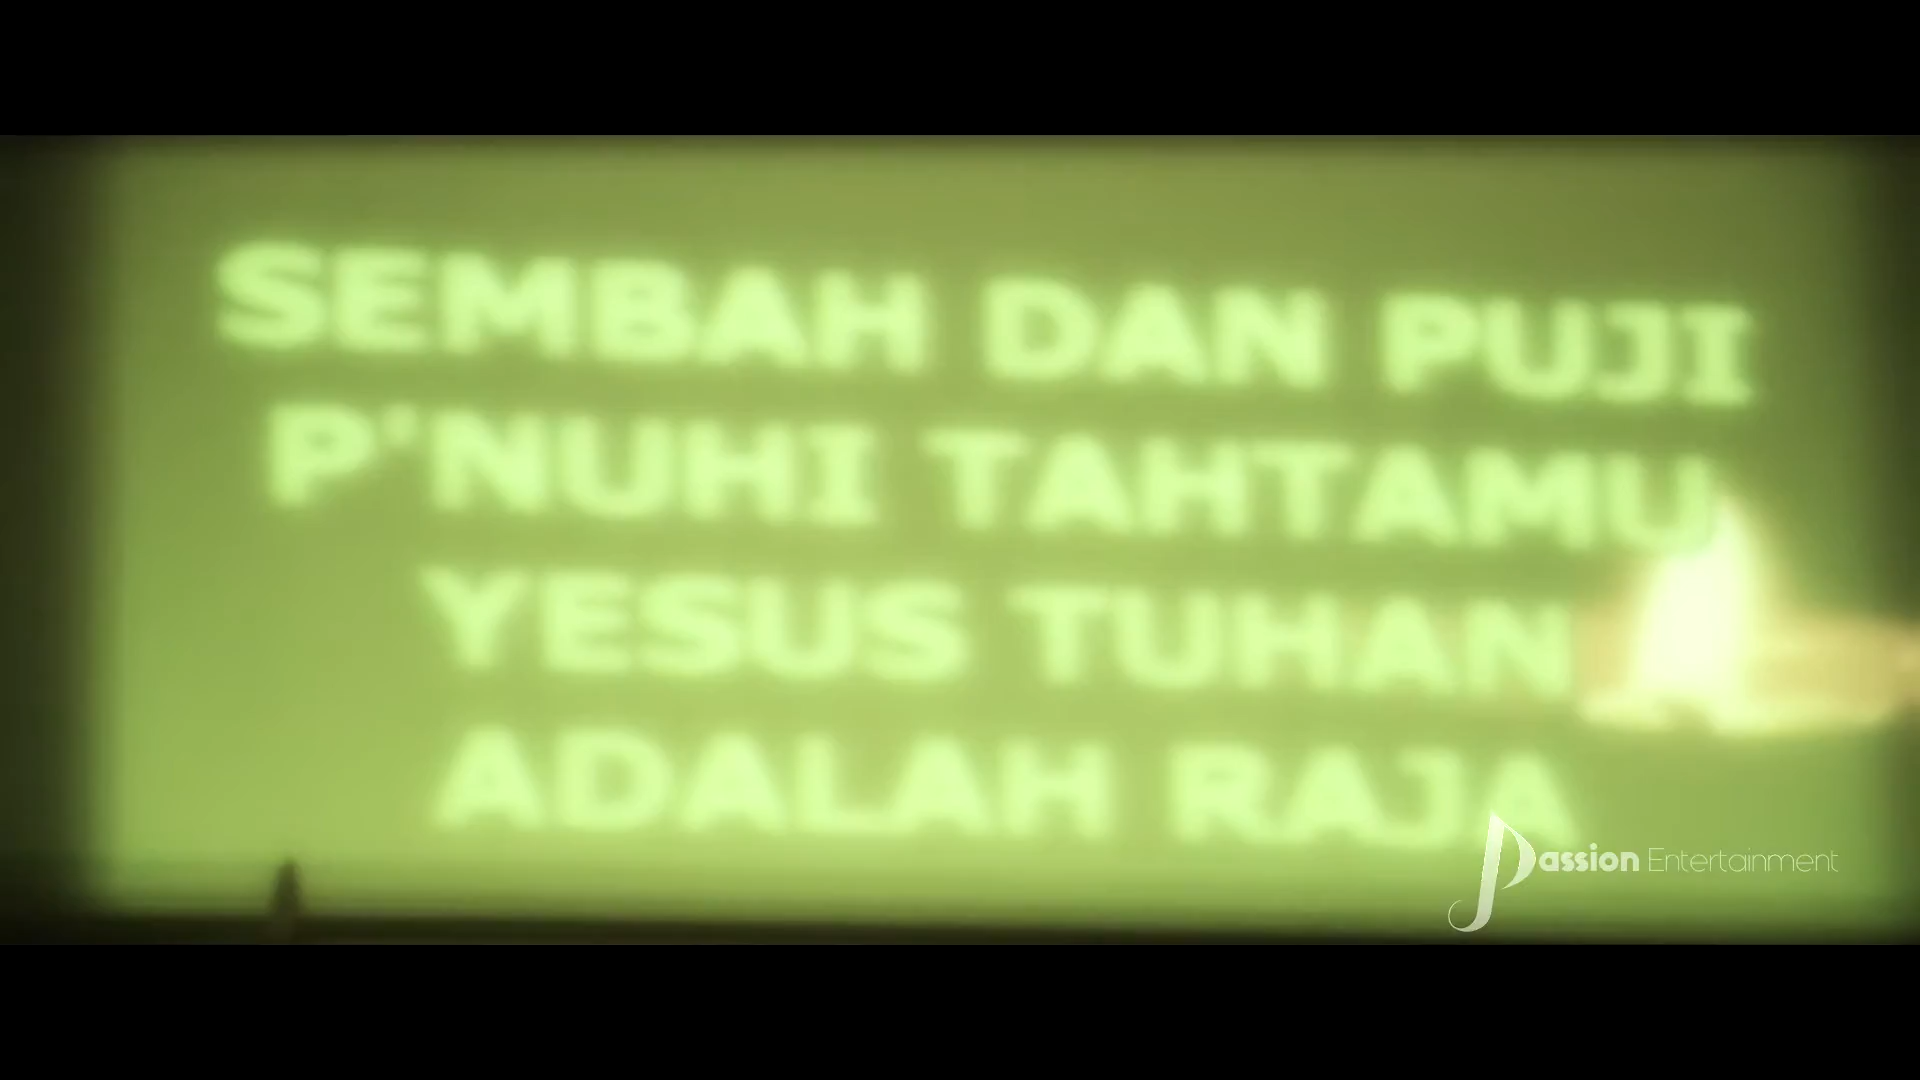 SEMBAH DAN PUJI
P'NUHI TAHTAMU
YESUS TUHAN
ADALAH RAJA
Passion Entertainment